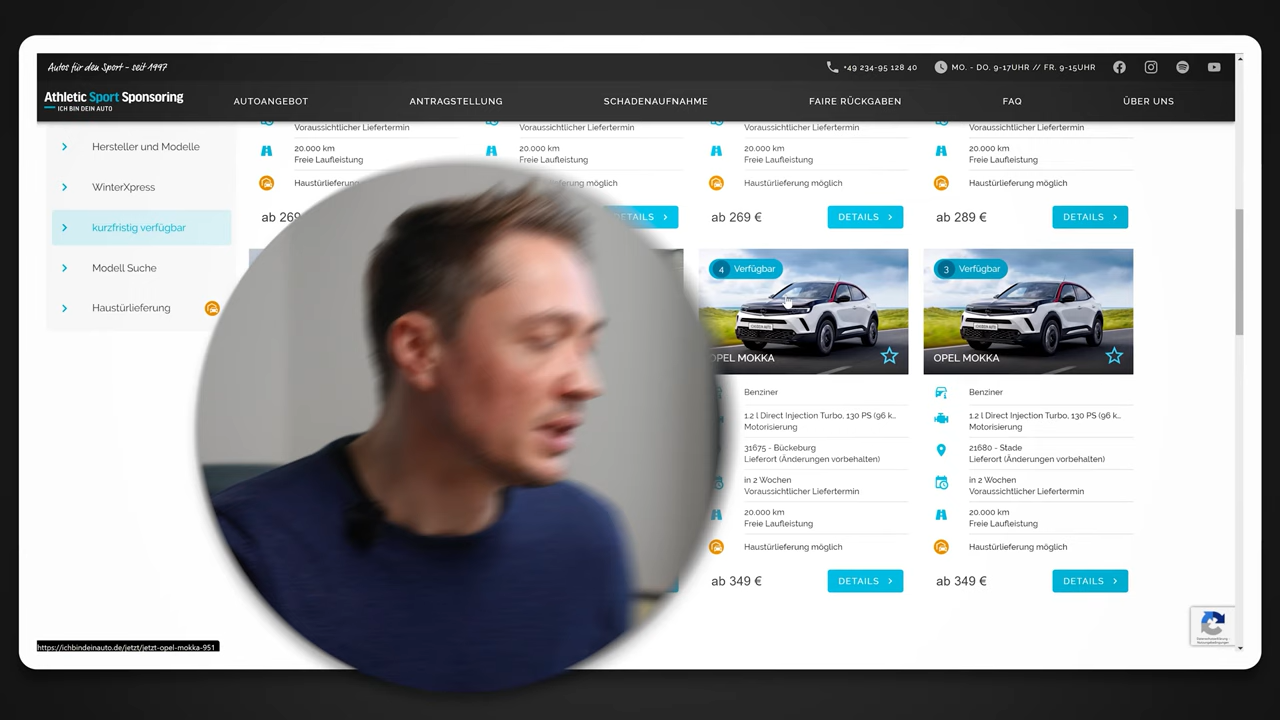 Autos für den Sport - seit 1997
+49 234-95 128 40
MO. - DO. 9-17UHR // FR. 9-15UHR
Athletic Sport Sponsoring
ICH BIN DEIN AUTO
AUTOANGEBOT
ANTRAGSTELLUNG
SCHADENAUFNAHME
FAIRE RÜCKGABEN
FAQ
ÜBER UNS
Hersteller und Modelle
WinterXpress
kurzfristig verfügbar
Modell Suche
Haustürlieferung
Voraussichtlicher Liefertermin
20.000 km
Freie Laufleistung
Haustürlieferung
ab 269
Voraussichtlicher Liefertermin
20.000 km
Freie Laufleistung
möglich
DETAILS
Voraussichtlicher Liefertermin
20.000 km
Freie Laufleistung
Haustürlieferung möglich
ab 269 €
DETAILS
Voraussichtlicher Liefertermin
20.000 km
Freie Laufleistung
Haustürlieferung möglich
ab 289 €
DETAILS
4 Verfügbar
OPEL MOKKA
Benziner
1.2 l Direct Injection Turbo, 130 PS (96 k...
Motorisierung
31675 - Bückeburg
Lieferort (Änderungen vorbehalten)
in 2 Wochen
Voraussichtlicher Liefertermin
20.000 km
Freie Laufleistung
Haustürlieferung möglich
ab 349 €
DETAILS
3 Verfügbar
OPEL MOKKA
Benziner
1.2 l Direct Injection Turbo, 130 PS (96 k...
Motorisierung
21680 - Stade
Lieferort (Änderungen vorbehalten)
in 2 Wochen
Voraussichtlicher Liefertermin
20.000 km
Freie Laufleistung
Haustürlieferung möglich
ab 349 €
DETAILS
https://ichbindeinauto.de/jetzt/jetzt-opel-mokka-951